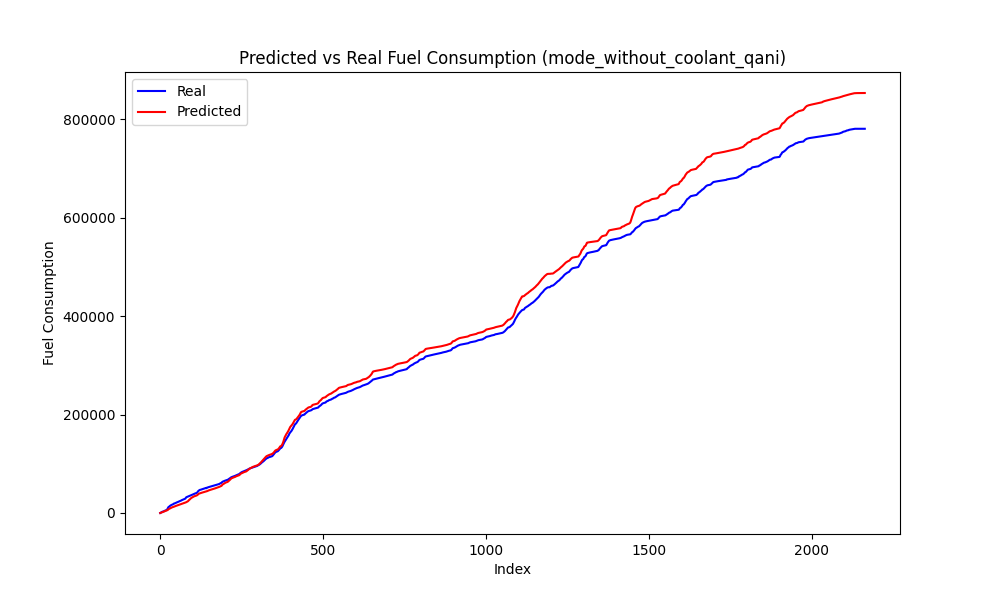 Predicted vs Real Fuel Consumption (mode_without_coolant_qani)
Real
Predicted
800000
600000
400000
200000
0
Fuel Consumption
0
500
1000
1500
2000
Index